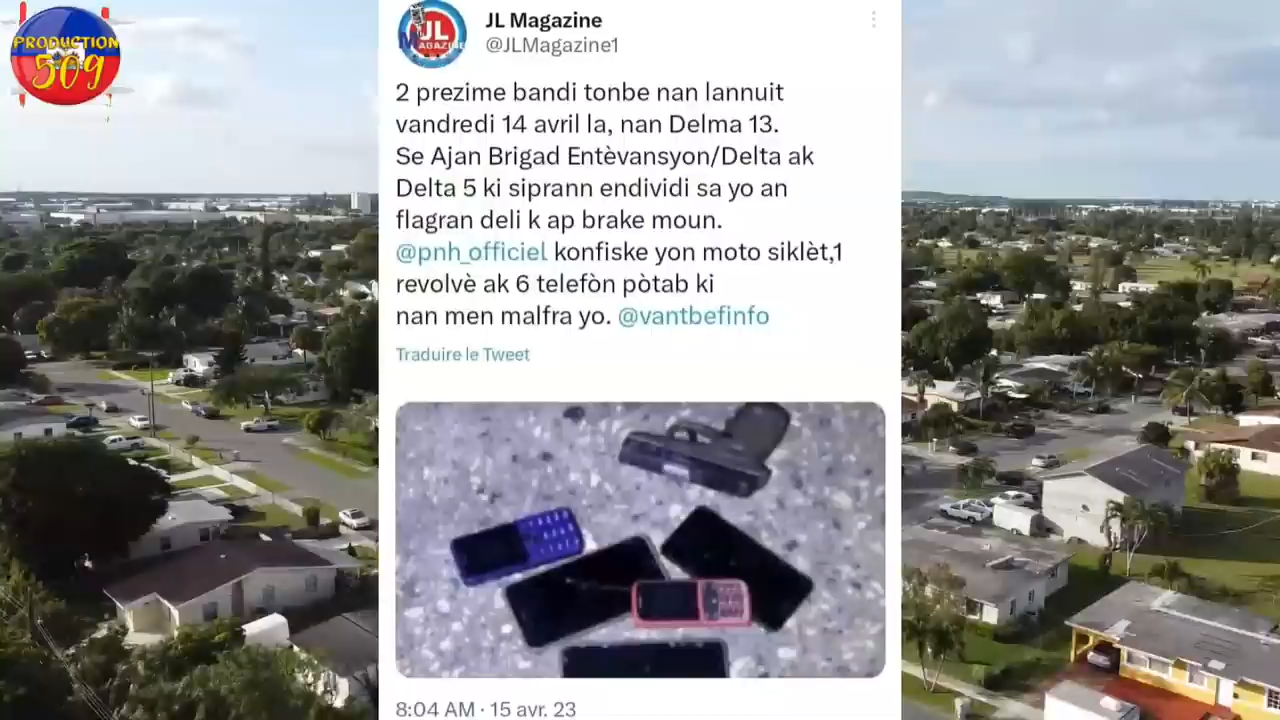 PRODUCTION
509
JL
MAGAZINE
JL Magazine
@JLMagazine1
2 prezime bandi tonbe nan lannuit
vandredi 14 avril la, nan Delma 13.
Se Ajan Brigad Entèvansyon/Delta ak
Delta 5 ki siprann endividi sa yo an
flagran deli k ap brake moun.
@pnh_officiel konfiske yon moto siklèt,1
revolvè ak 6 telefòn pòtab ki
nan men malfra yo. @vantbefinfo
Traduire le Tweet
8:04 AM · 15 avr. 23